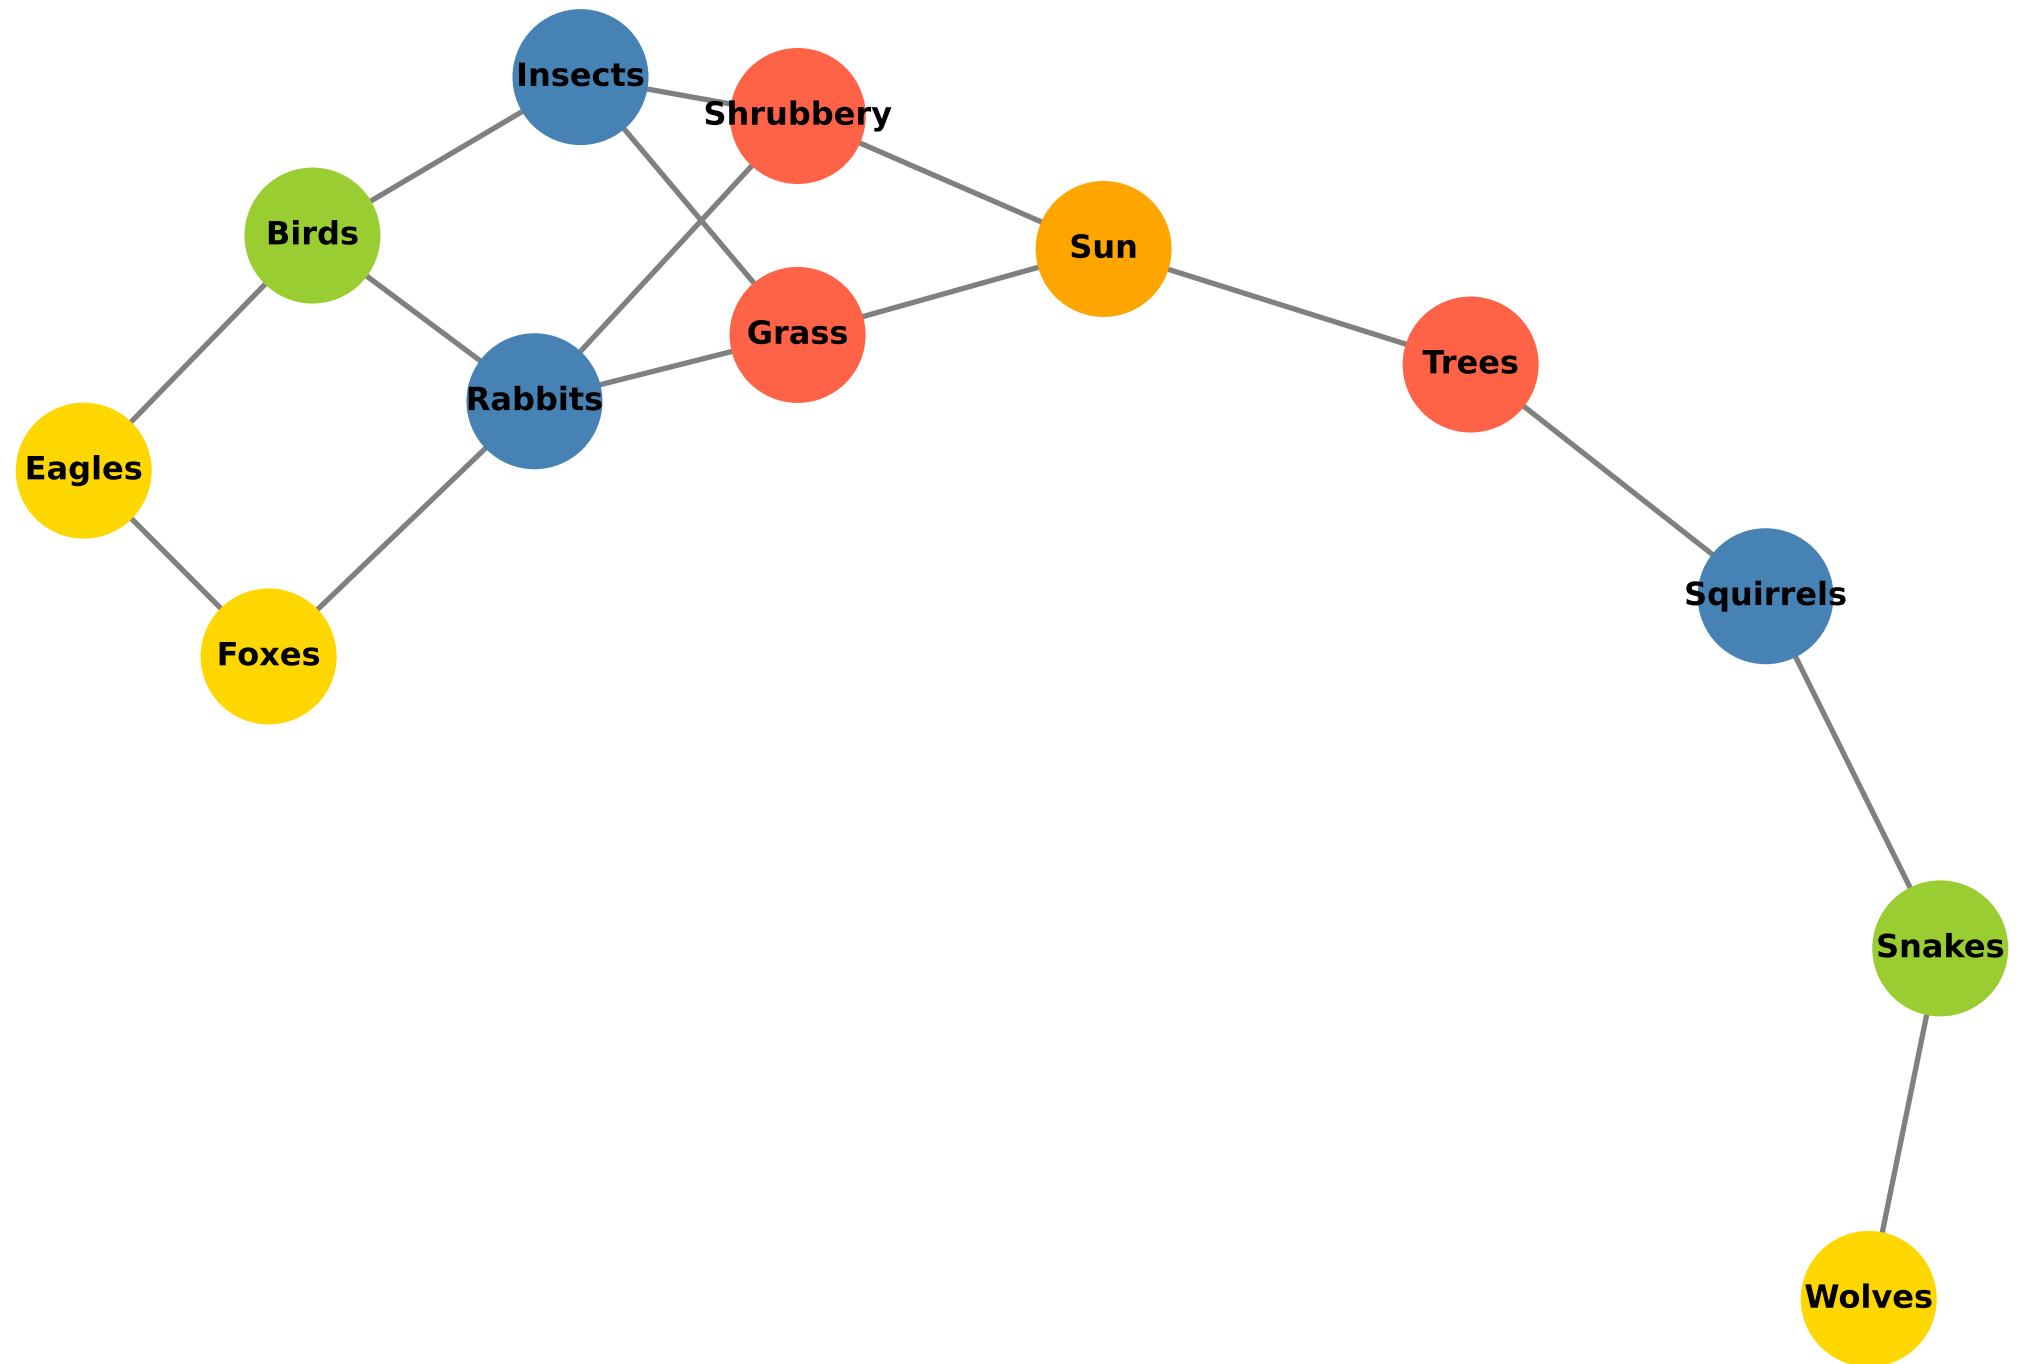 Insects
Shrubbery
Birds
Sun
Grass
Trees
Rabbits
Eagles
Squirrels
Foxes
Snakes
Wolves